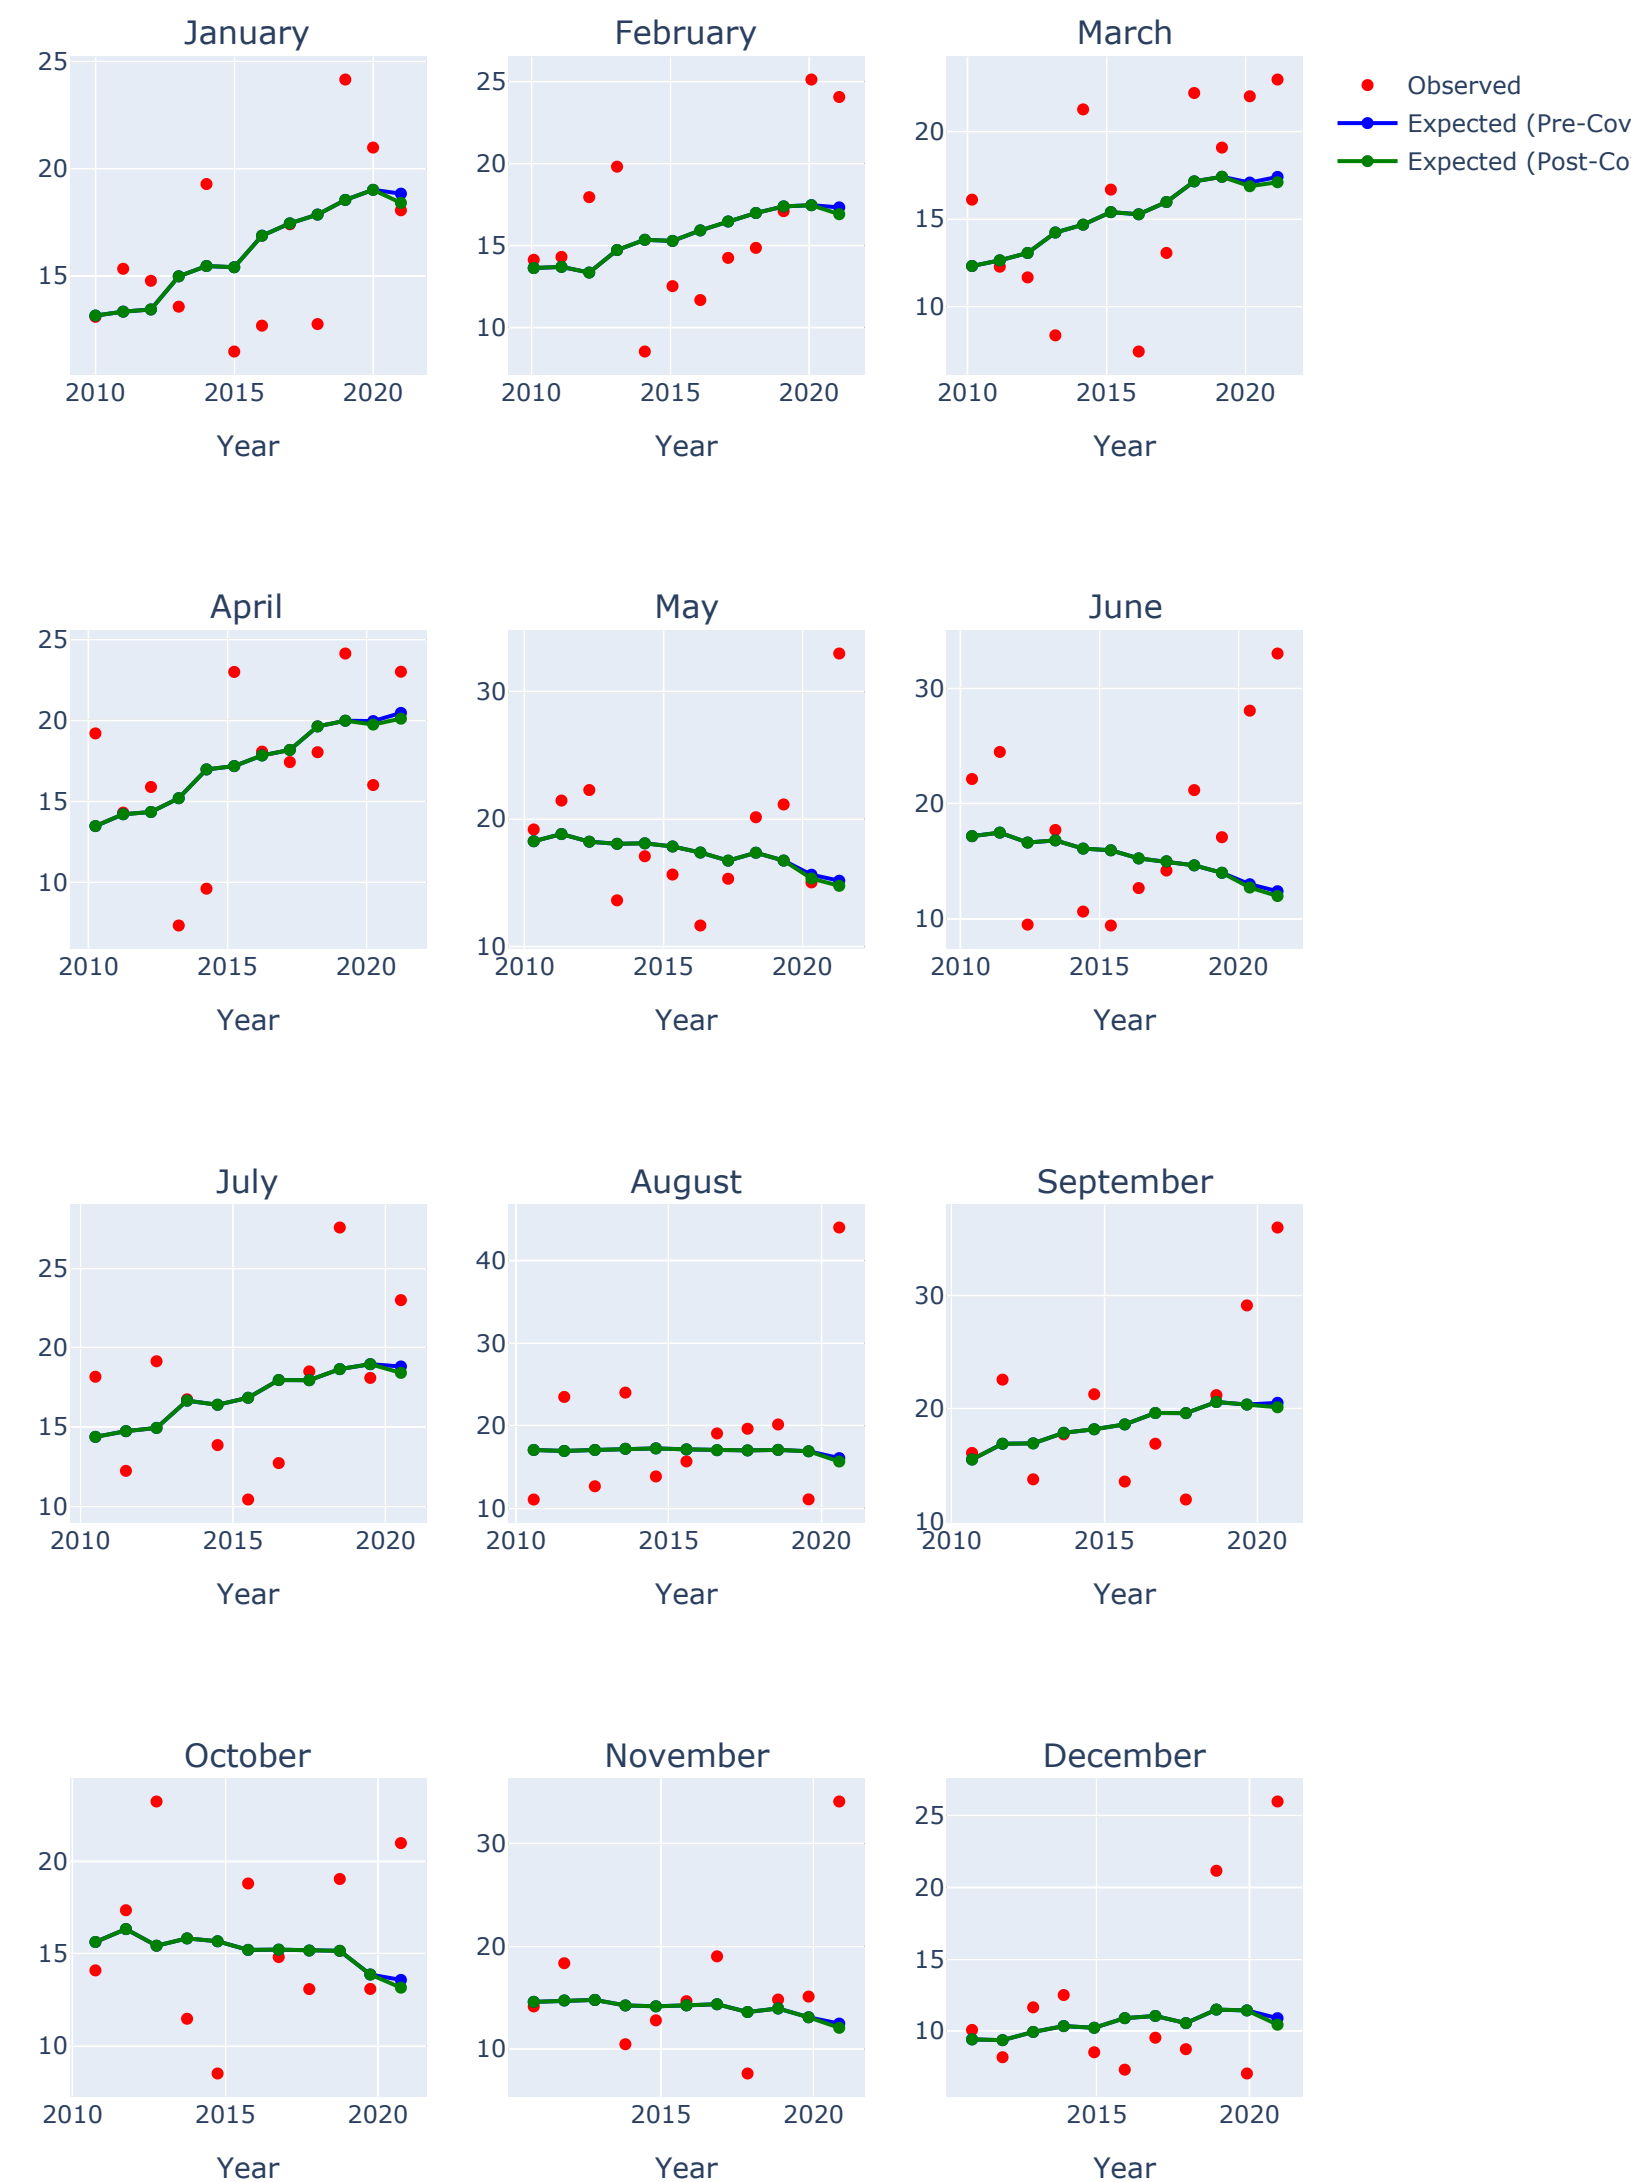 January February March
25
20
15
2010 2015 2020
Year
25
20
15
10
2010 2015 2020
Year
20
15
10
2010 2015 2020
Year
Observed
Expected (Pre-Cov
Expected (Post-Co
April May June
25
20
15
10
2010 2015 2020
Year
30
20
10
2010 2015 2020
Year
30
20
10
2010 2015 2020
Year
July August September
25
20
15
10
2010 2015 2020
Year
40
30
20
10
2010 2015 2020
Year
30
20
10
2010 2015 2020
Year
October November December
20
15
10
2010 2015 2020
Year
30
20
10
2015 2020
Year
25
20
15
10
2015 2020
Year